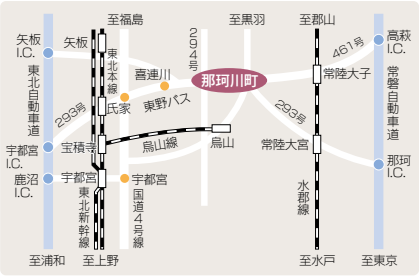 至福島
至黒羽
至郡山
矢板
I.C.
矢板
東北本線
294号
喜連川
那珂川町
461号
高萩
I.C.
常陸大子
東北自動車道
293号
氏家
東野バス
293号
常磐自動車道
宇都宮
I.C.
宝積寺
烏山線
烏山
常陸大宮
那珂
I.C.
鹿沼
I.C.
宇都宮
宇都宮
東北新幹線
国道4号線
水郡線
至浦和
至上野
至水戸
至東京